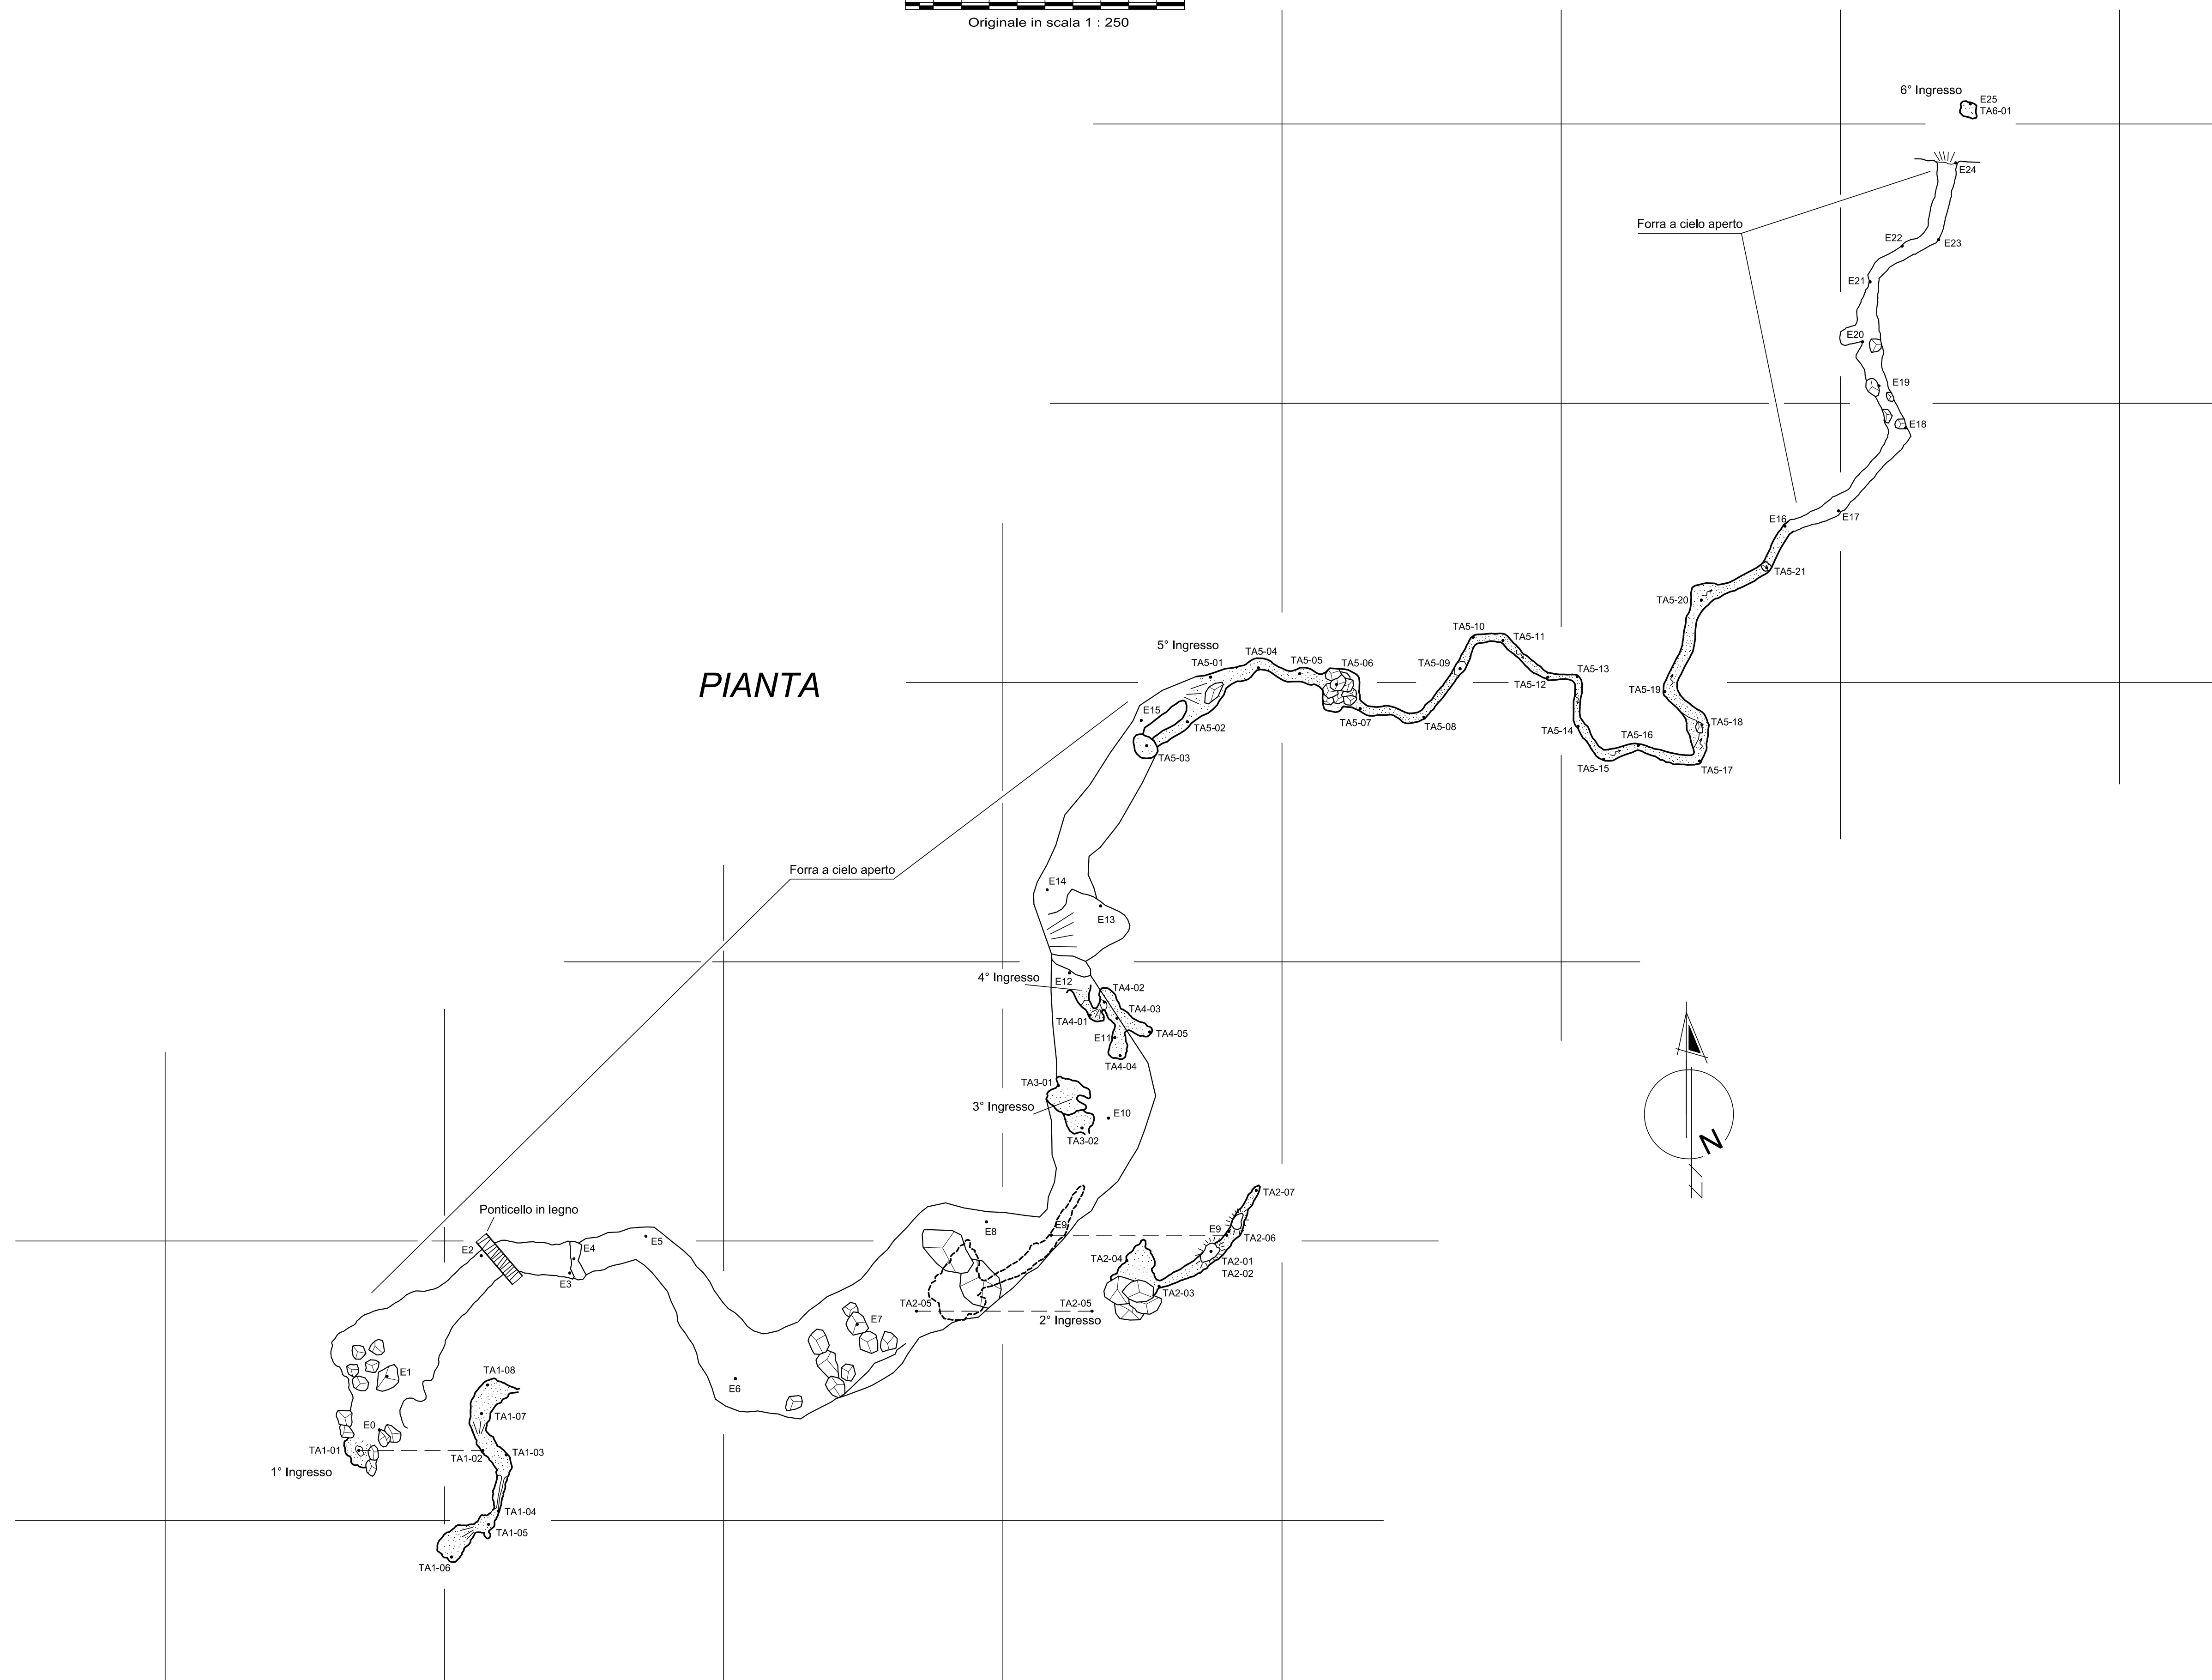 Originale in scala 1 : 250
6° Ingresso
E25
TA6-01
E24
Forra a cielo aperto
E22
E23
E21
E20
E19
E18
E16
E17
TA5-21
TA5-20
TA5-10
TA5-11
5° Ingresso
TA5-04
TA5-01
TA5-05
TA5-06
TA5-09
TA5-13
TA5-12
PIANTA
TA5-19
E15
TA5-02
TA5-07
TA5-08
TA5-18
TA5-14
TA5-16
TA5-03
TA5-15
TA5-17
Forra a cielo aperto
E14
E13
4° Ingresso
E12
TA4-02
TA4-03
TA4-01
TA4-05
E11
TA4-04
TA3-01
3° Ingresso
E10
TA3-02
N
TA2-07
Ponticello in legno
E8
E9
E9
E5
TA2-06
E2
E4
TA2-04
TA2-01
TA2-02
E3
TA2-03
TA2-05
TA2-05
2° Ingresso
E7
E1
TA1-08
E6
TA1-07
E0
TA1-01
TA1-02
TA1-03
1° Ingresso
TA1-04
TA1-05
TA1-06